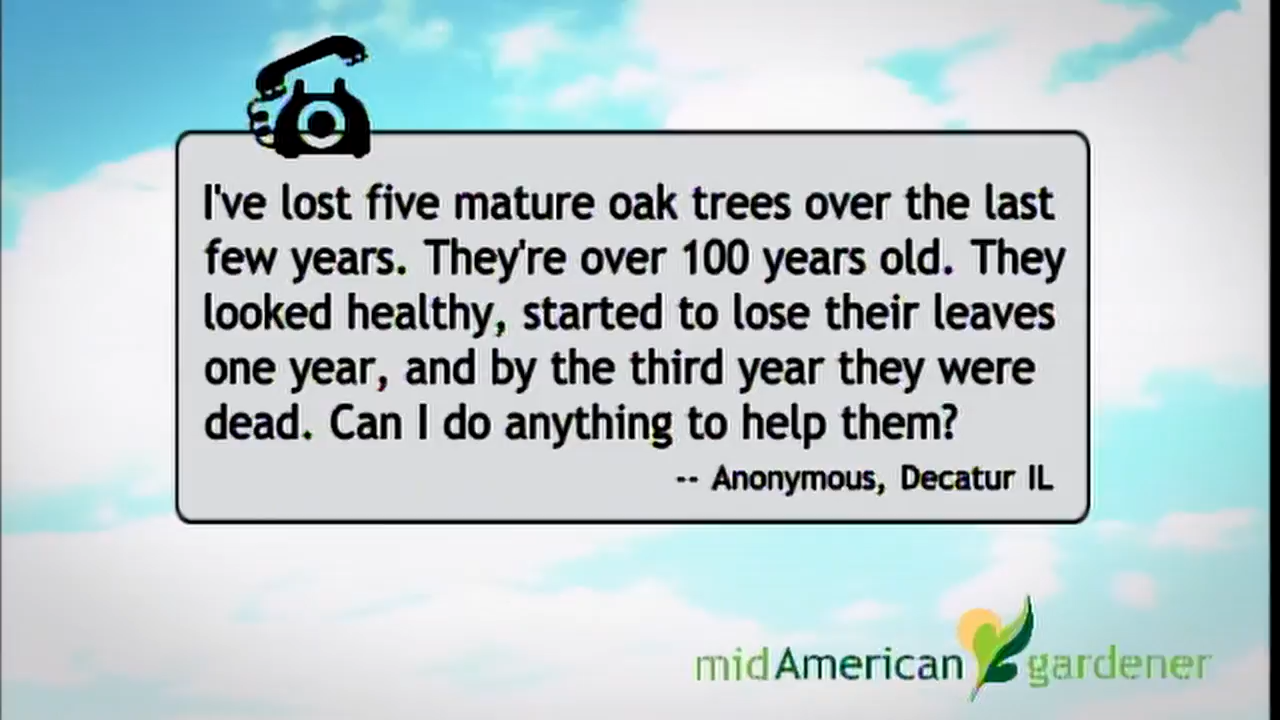 I've lost five mature oak trees over the last
few years. They're over 100 years old. They
looked healthy, started to lose their leaves
one year, and by the third year they were
dead. Can I do anything to help them?
-- Anonymous, Decatur IL
midAmerican gardener